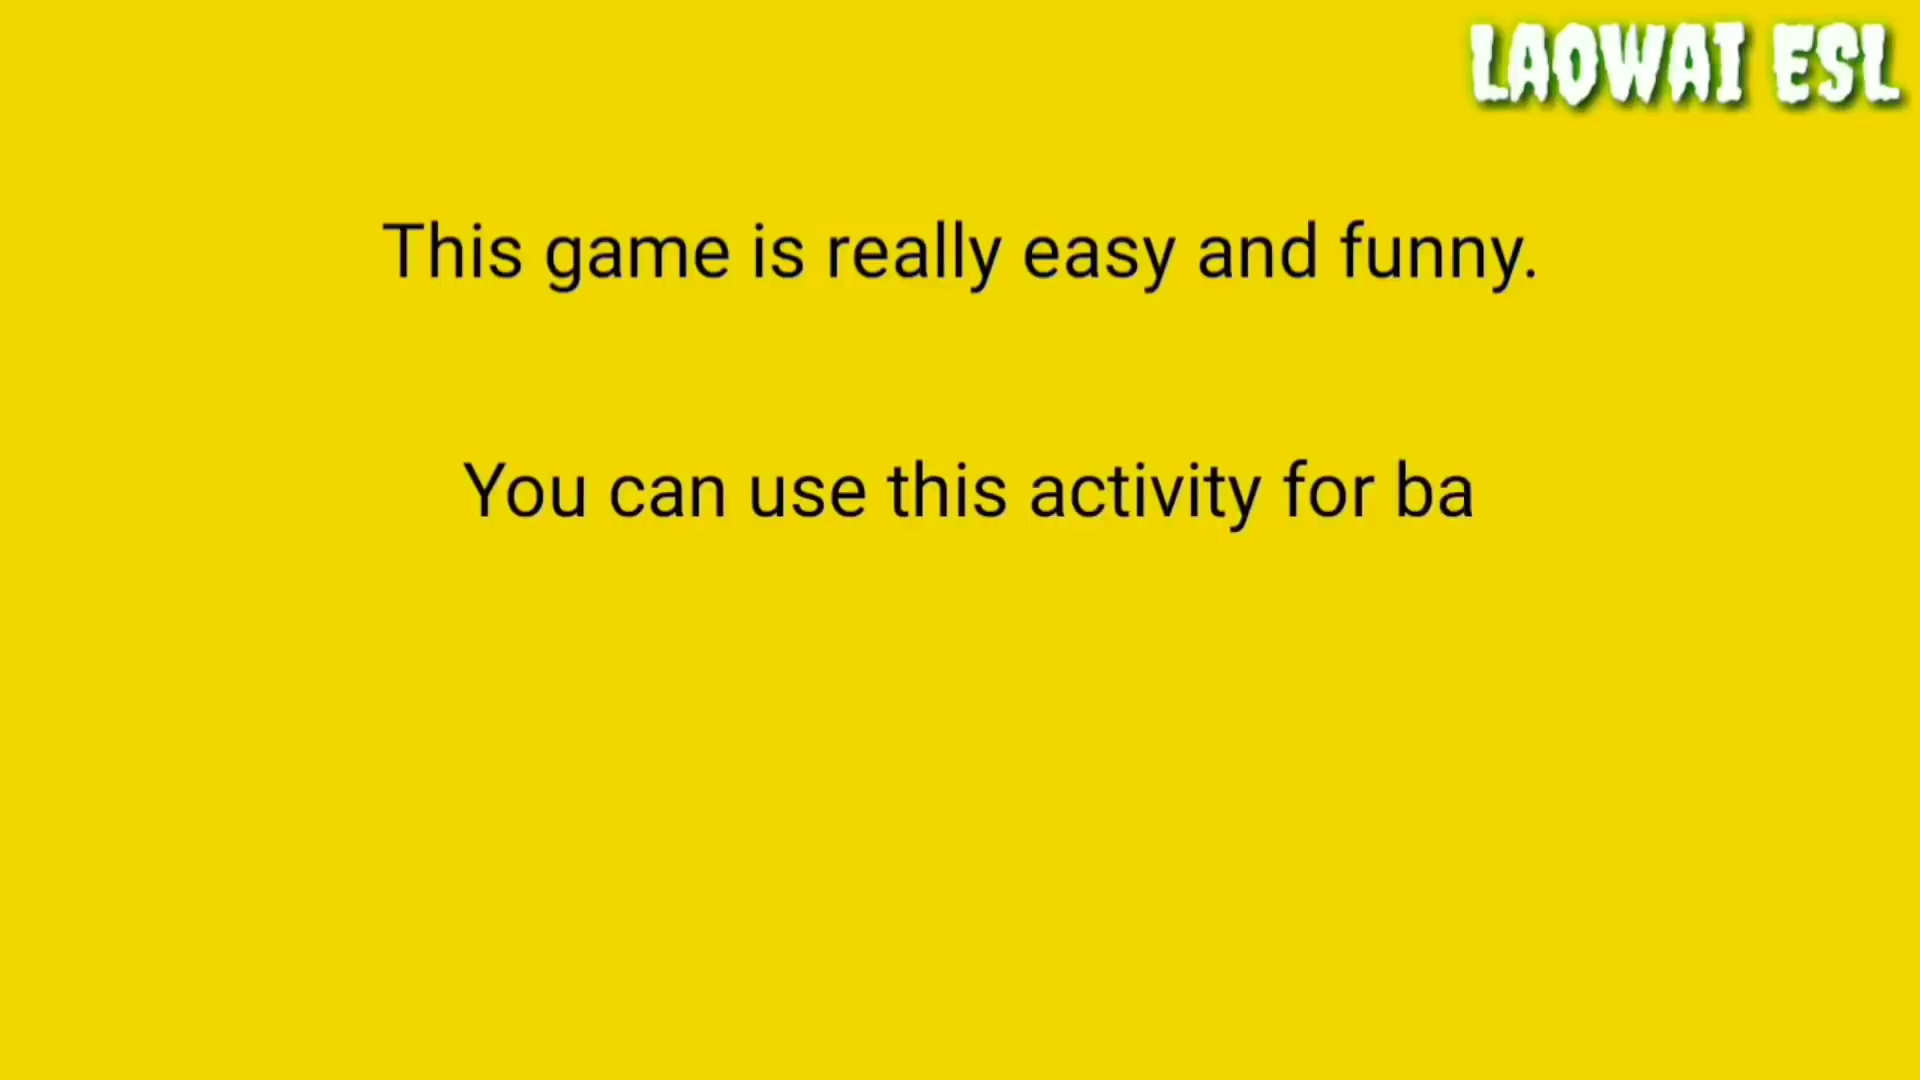 LAOWAI ESL
This game is really easy and funny.
You can use this activity for ba